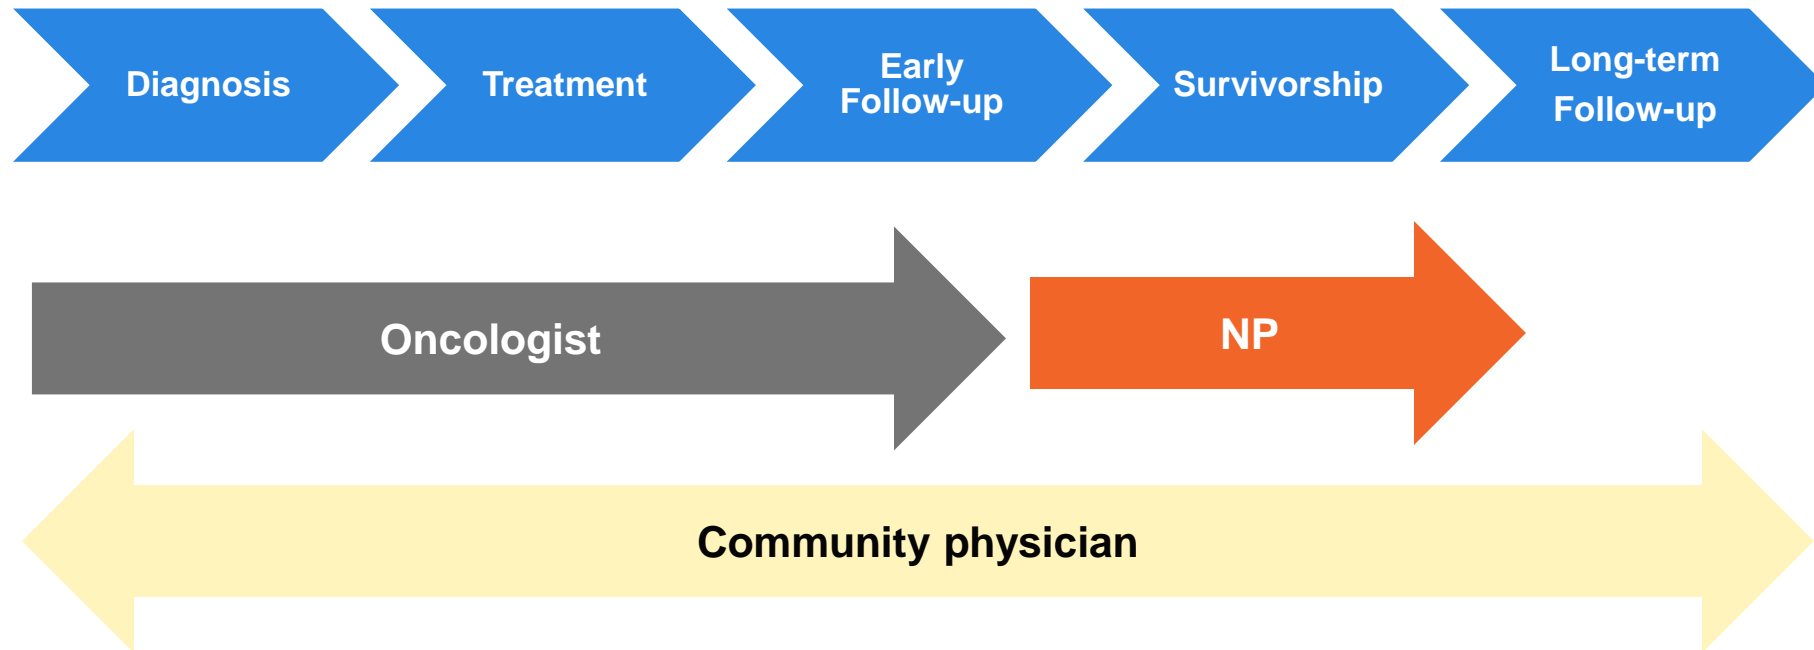 Diagnosis
Treatment
Early
Follow-up
Survivorship
Long-term
Follow-up
Oncologist
NP
Community physician